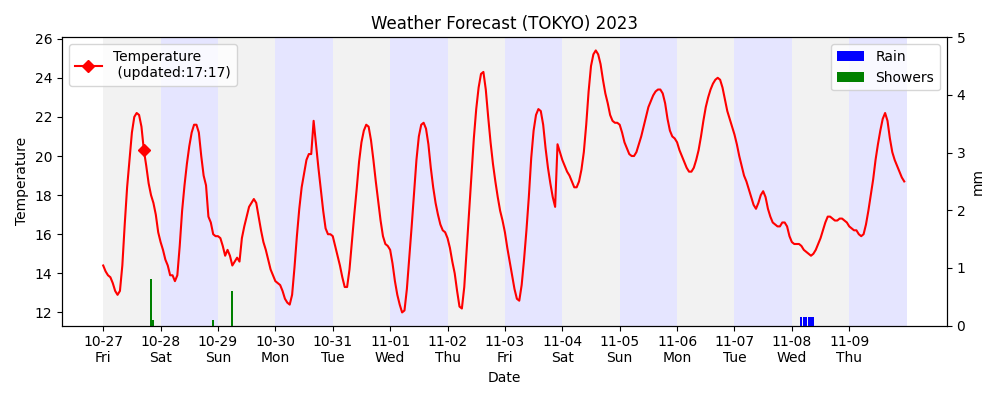 Weather Forecast (TOKYO) 2023
Temperature
(updated:17:17)
Rain
Showers
Temperature
26
24
22
20
18
16
14
12
5
4
3
2
1
0
mm
10-27 10-28 10-29 10-30 10-31 11-01 11-02 11-03 11-04 11-05 11-06 11-07 11-08 11-09
Fri Sat Sun Mon Tue Wed Thu Fri Sat Sun Mon Tue Wed Thu
Date